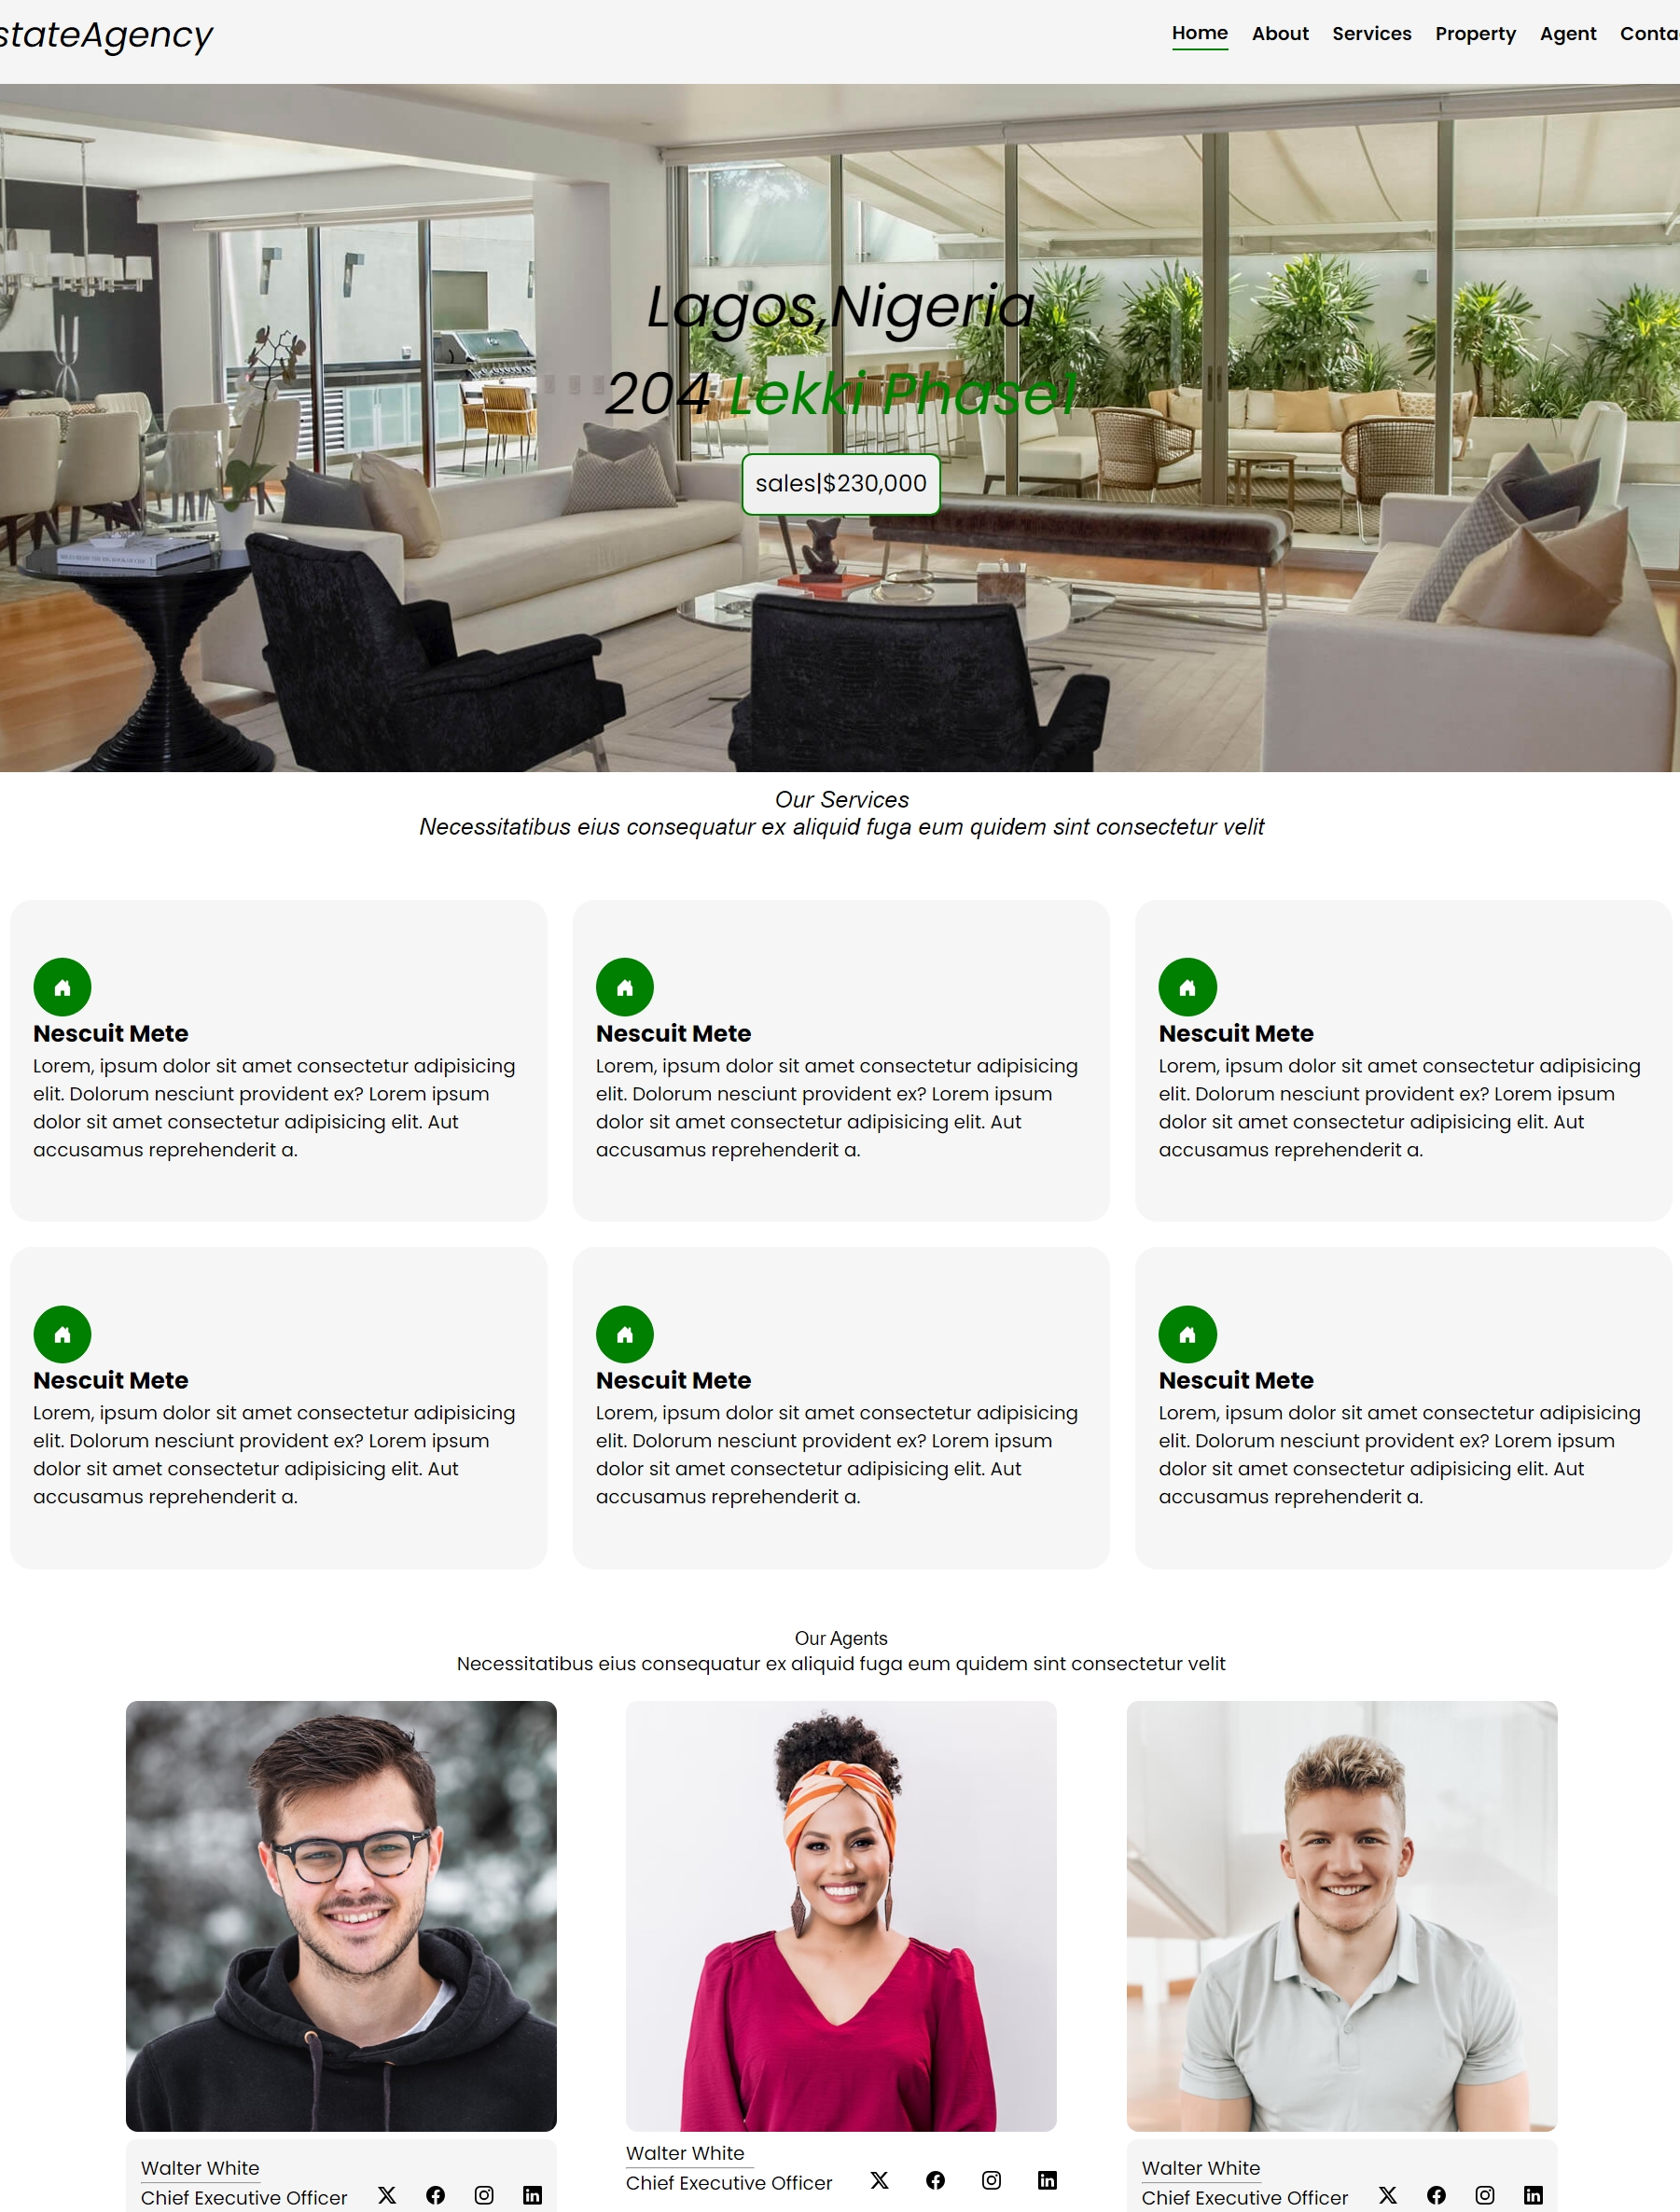 stateAgency
Home About Services Property Agent Conta
Lagos,Nigeria
204 Lekki Phase1
sales|$230,000
Our Services
Necessitatibus eius consequatur ex aliquid fuga eum quidem sint consectetur velit
Nescuit Mete
Lorem, ipsum dolor sit amet consectetur adipisicing
elit. Dolorum nesciunt provident ex? Lorem ipsum
dolor sit amet consectetur adipisicing elit. Aut
accusamus reprehenderit a.
Nescuit Mete
Lorem, ipsum dolor sit amet consectetur adipisicing
elit. Dolorum nesciunt provident ex? Lorem ipsum
dolor sit amet consectetur adipisicing elit. Aut
accusamus reprehenderit a.
Nescuit Mete
Lorem, ipsum dolor sit amet consectetur adipisicing
elit. Dolorum nesciunt provident ex? Lorem ipsum
dolor sit amet consectetur adipisicing elit. Aut
accusamus reprehenderit a.
Nescuit Mete
Lorem, ipsum dolor sit amet consectetur adipisicing
elit. Dolorum nesciunt provident ex? Lorem ipsum
dolor sit amet consectetur adipisicing elit. Aut
accusamus reprehenderit a.
Nescuit Mete
Lorem, ipsum dolor sit amet consectetur adipisicing
elit. Dolorum nesciunt provident ex? Lorem ipsum
dolor sit amet consectetur adipisicing elit. Aut
accusamus reprehenderit a.
Nescuit Mete
Lorem, ipsum dolor sit amet consectetur adipisicing
elit. Dolorum nesciunt provident ex? Lorem ipsum
dolor sit amet consectetur adipisicing elit. Aut
accusamus reprehenderit a.
Our Agents
Necessitatibus eius consequatur ex aliquid fuga eum quidem sint consectetur velit
Walter White
Chief Executive Officer
Walter White
Chief Executive Officer
Walter White
Chief Executive Officer